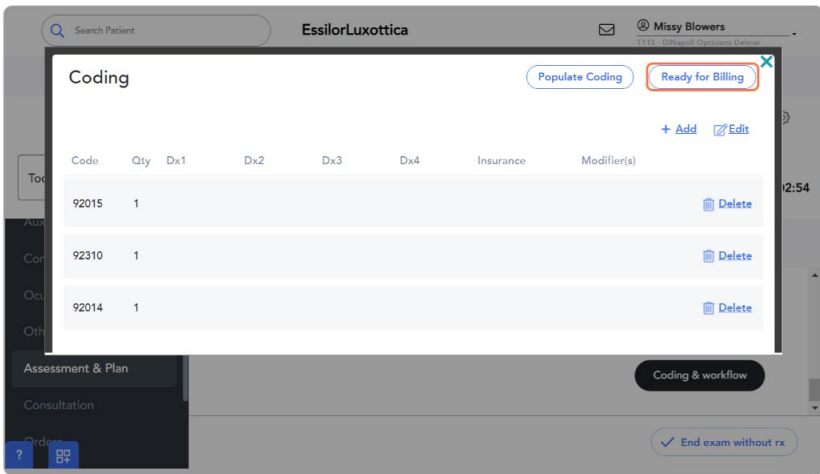 Search Patient
EssilorLuxottica
Missy Blowers
T113 - DiNapoli Opticians Delmar
Coding
Populate Coding
Ready for Billing
+ Add
Edit
Code Qty Dx1 Dx2 Dx3 Dx4 Insurance Modifier(s)
92015 1 Delete
92310 1 Delete
92014 1 Delete
Assessment & Plan
Coding & workflow
Consultation
Orders
?
End exam without rx